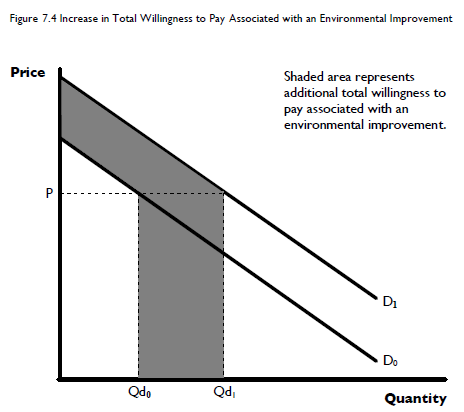 Figure 7.4 Increase in Total Willingness to Pay Associated with an Environmental Improvement
Price
Shaded area represents
additional total willingness to
pay associated with an
environmental improvement.
P
D₁
D₀
Qd₀ Qd₁
Quantity